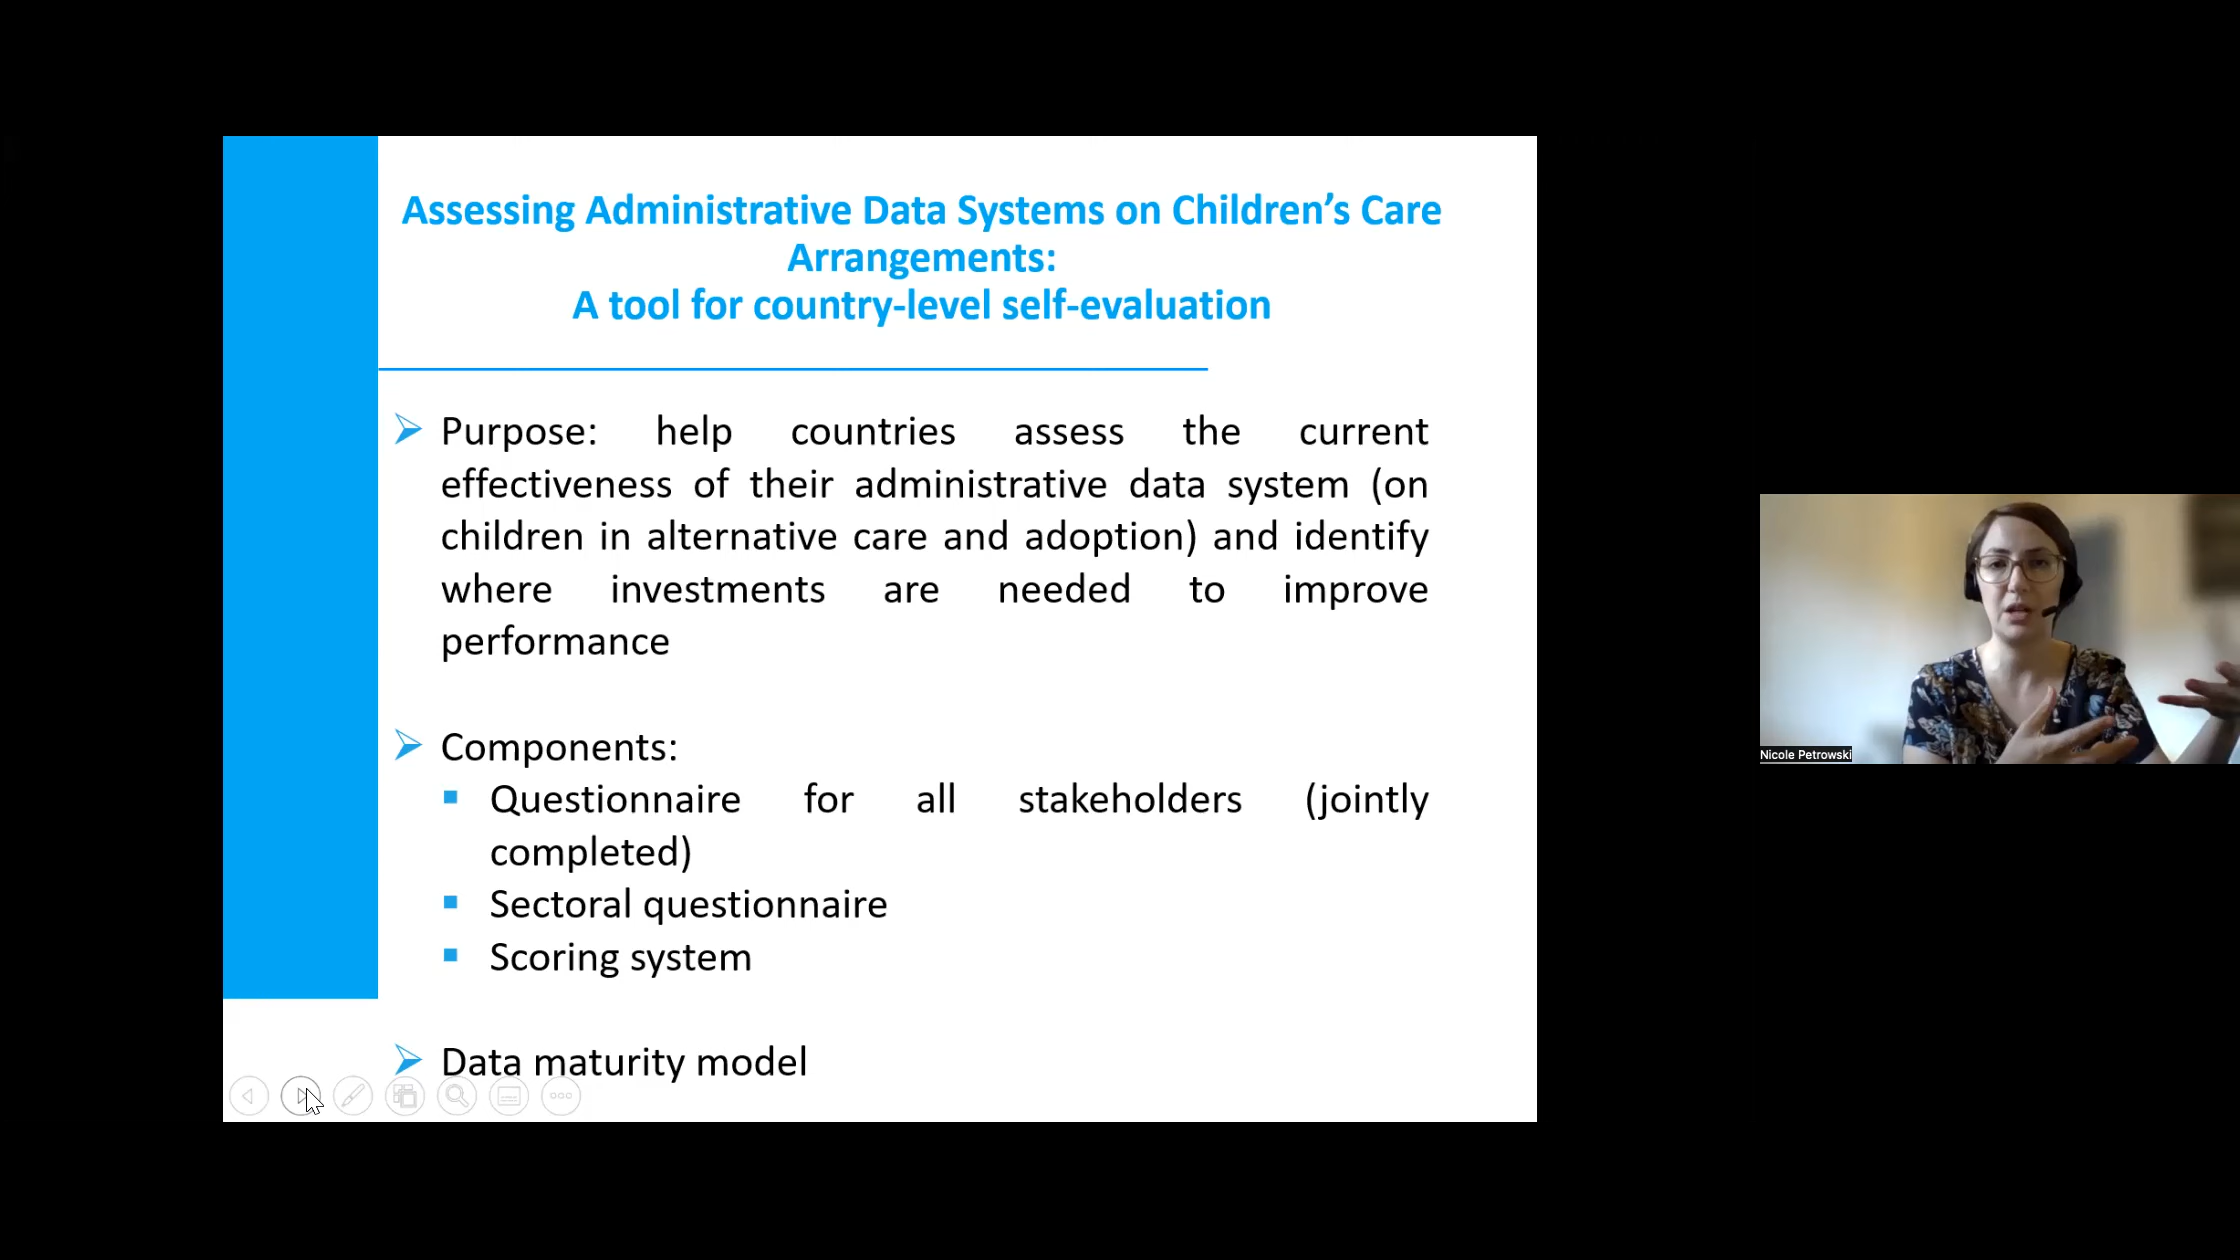 Assessing Administrative Data Systems on Children’s Care
Arrangements:
A tool for country-level self-evaluation
Purpose: help countries assess the current
effectiveness of their administrative data system (on
children in alternative care and adoption) and identify
where investments are needed to improve
performance
Components:
Questionnaire for all stakeholders (jointly
completed)
Sectoral questionnaire
Scoring system
Data maturity model
Nicole Petrowski